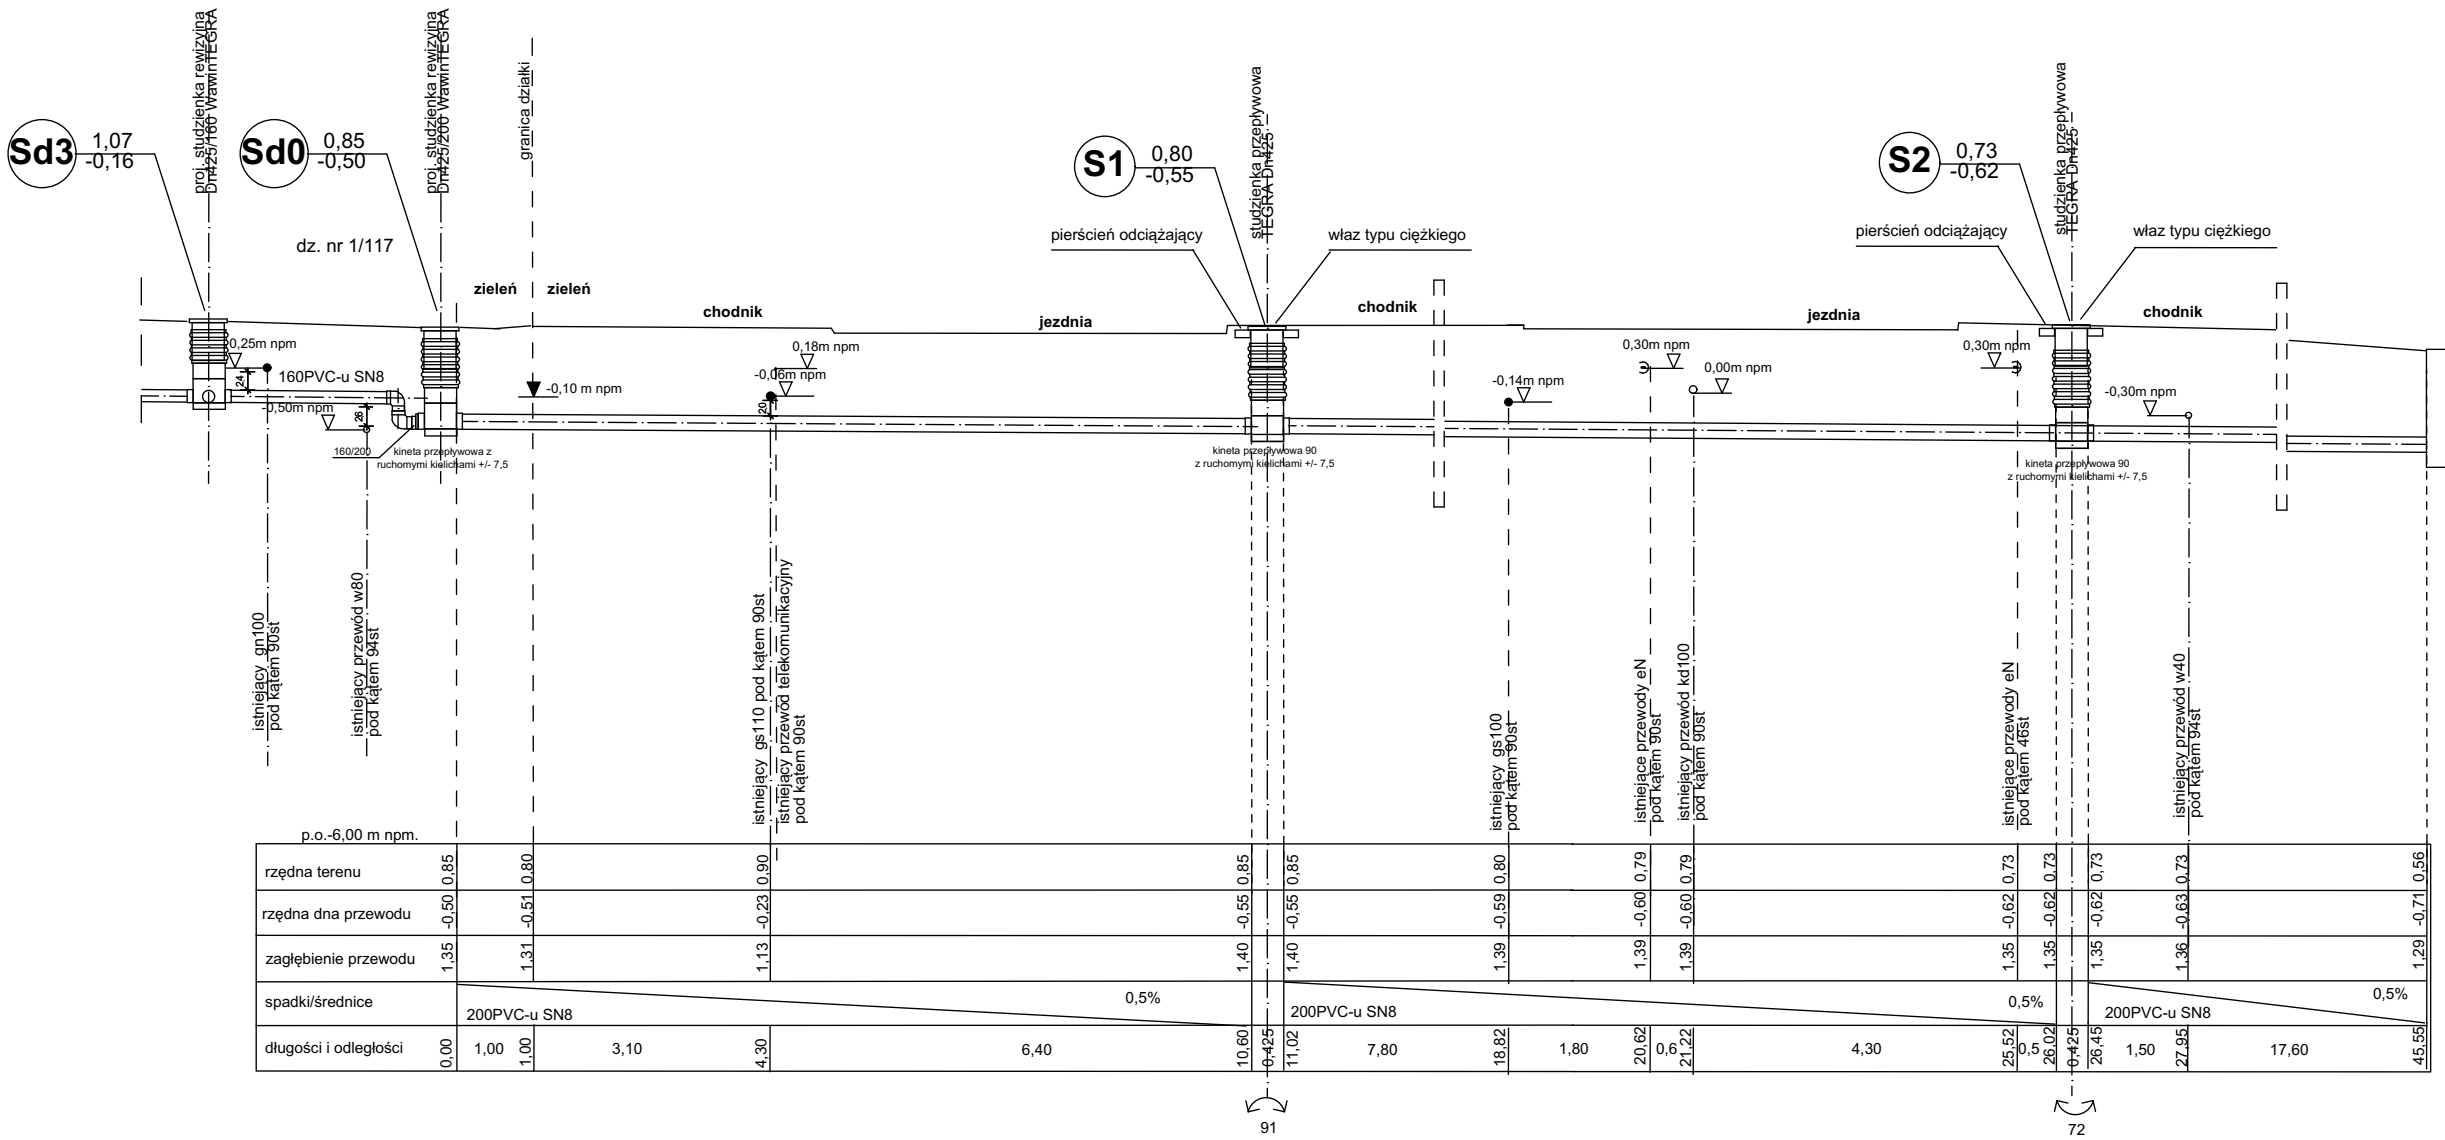 proj. studzienka rewizyjna
Dn425/160 WawinTEGRA
proj. studzienka rewizyjna
Dn425/200 WawinTEGRA
granica działki
studzienka przepływowa
TEGRA Dn425
studzienka przepływowa
TEGRA Dn425
Sd3
1,07
-0,16
Sd0
0,85
-0,50
S1
0,80
-0,55
S2
0,73
-0,62
dz. nr 1/117
pierścień odciążający
właz typu ciężkiego
pierścień odciążający
właz typu ciężkiego
zieleń
zieleń
chodnik
jezdnia
chodnik
jezdnia
chodnik
0,25m npm
24
160PVC-u SN8
-0,50m npm
28
160/200
kineta przepływowa z
ruchomymi kielichami +/- 7,5
-0,10 m npm
0,18m npm
-0,06m npm
20
kineta przepływowa 90
z ruchomymi kielichami +/- 7,5
-0,14m npm
0,30m npm
0,00m npm
0,30m npm
-0,30m npm
kineta przepływowa 90
z ruchomymi kielichami +/- 7,5
istniejący gn100
pod kątem 90st
istniejący przewód w80
pod kątem 94st
istniejący gs110 pod kątem 90st
istniejący przewód telekomunikacyjny
pod kątem 90st
istniejący gs100
pod kątem 90st
istniejące przewody eN
pod kątem 90st
istniejący przewód kd100
pod kątem 90st
istniejące przewody eN
pod kątem 46st
istniejący przewód w40
pod kątem 94st
p.o.-6,00 m npm.
rzędna terenu 0,85 0,80 0,90 0,85 0,85 0,80 0,79 0,79 0,73 0,73 0,73 0,73 0,56
rzędna dna przewodu -0,50 -0,51 -0,23 -0,55 -0,55 -0,59 -0,60 -0,60 -0,62 -0,62 -0,62 -0,63 -0,71
zagłębienie przewodu 1,35 1,31 1,13 1,40 1,40 1,39 1,39 1,39 1,35 1,35 1,35 1,36 1,29
spadki/średnice 200PVC-u SN8 0,5% 200PVC-u SN8 0,5% 200PVC-u SN8 0,5%
długości i odległości 0,00 1,00 1,00 3,10 4,30 6,40 10,60 0,425 11,02 7,80 18,82 1,80 20,62 0,6 21,22 4,30 25,52 0,5 26,02 0,425 26,45 1,50 27,95 17,60 45,55
91
72